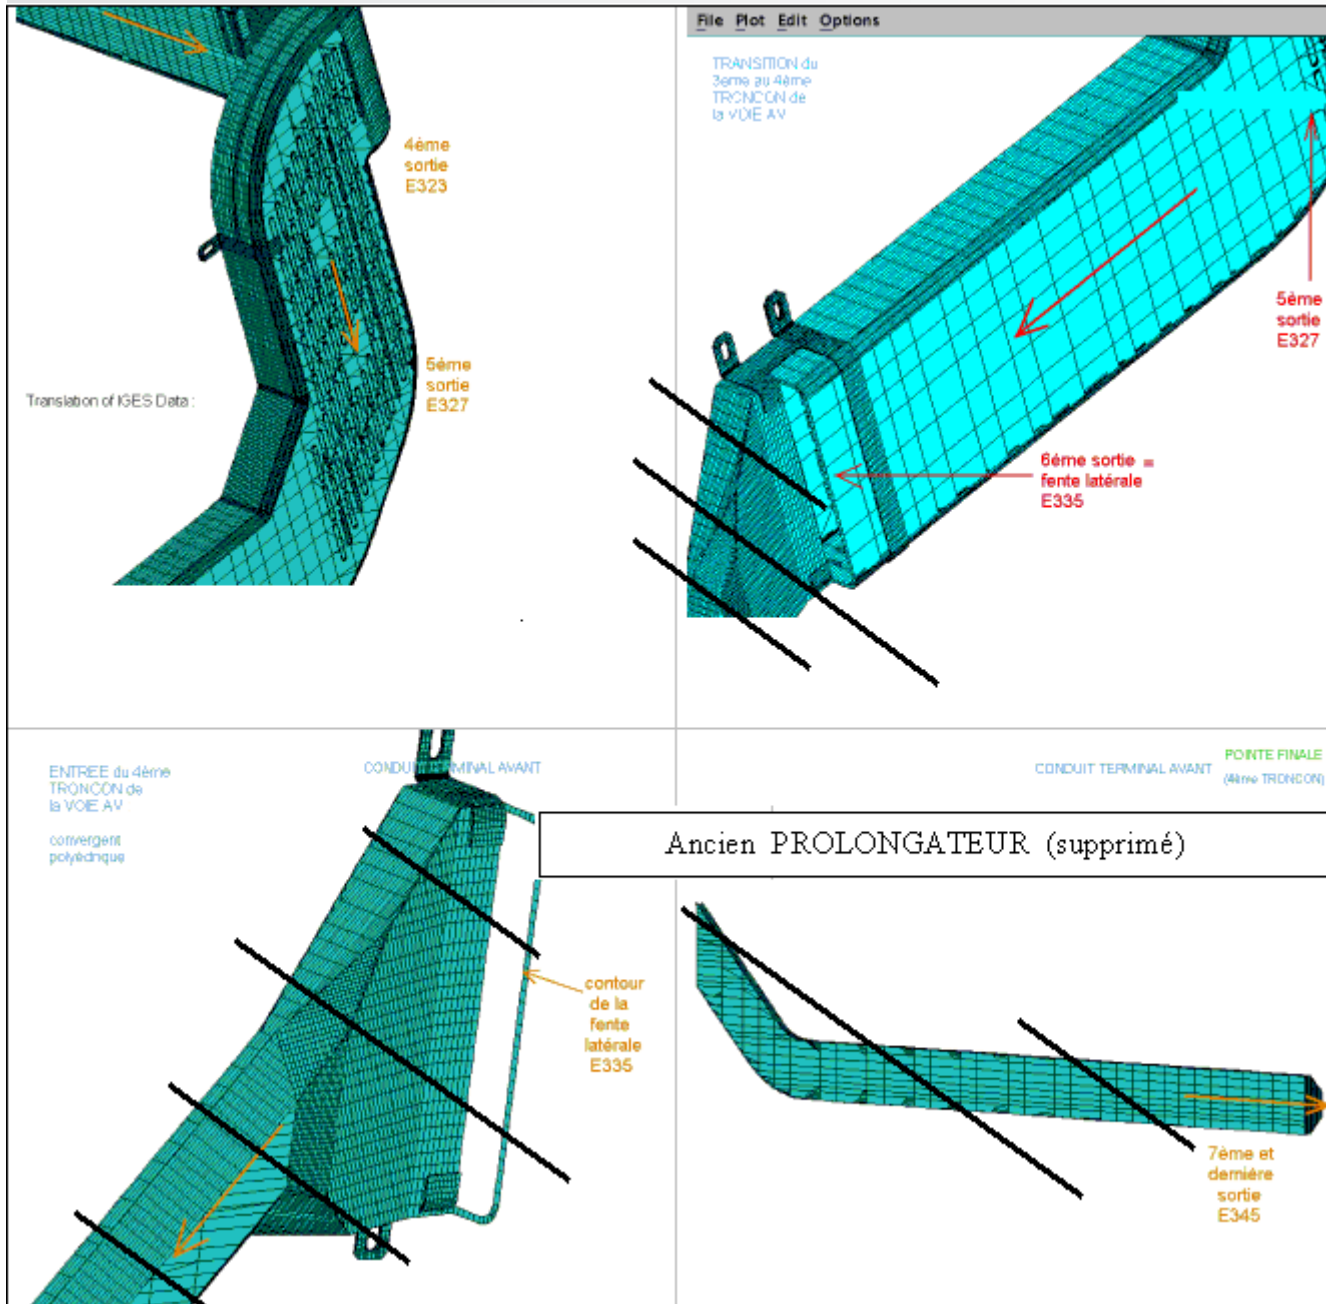 File Plot Edit Options
4ème
sortie
E323
5ème
sortie
E327
Translation of IGES Data :
TRANSITION du
3ème au 4ème
TRONCON de
la VOIE AV
5ème
sortie
E327
6ème sortie =
fente latérale
E335
ENTREE du 4ème
TRONCON de
la VOIE AV
convergent
polyédrique
CONDUIT TERMINAL AVANT
contour
de la
fente
latérale
E335
CONDUIT TERMINAL AVANT
POINTE FINALE
(4ème TRONCON)
Ancien PROLONGATEUR (supprimé)
7ème et
dernière
sortie
E345